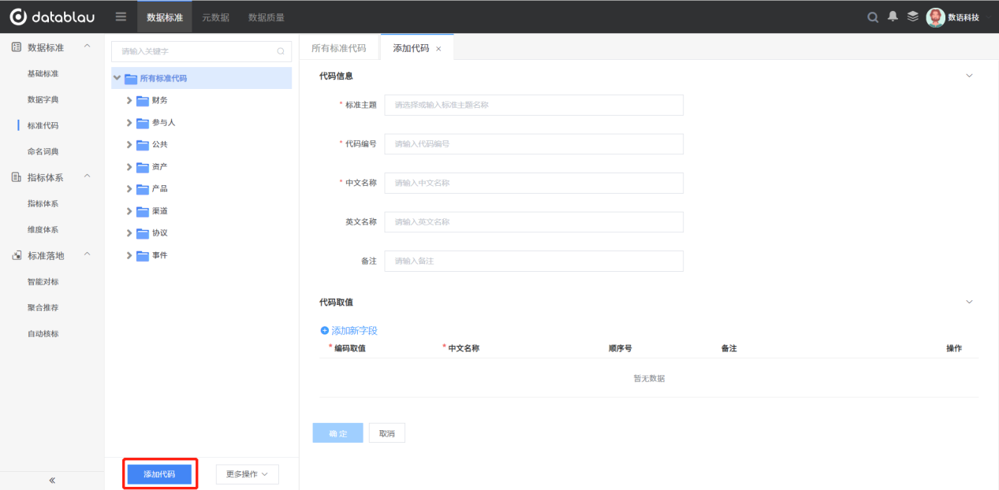 datablau
数据标准
元数据
数据质量
数语科技
数据标准
基础标准
数据字典
标准代码
命名词典
指标体系
指标体系
维度体系
标准落地
智能对标
聚合推荐
自动核标
请输入关键字
所有标准代码
财务
参与人
公共
资产
产品
渠道
协议
事件
添加代码
更多操作
所有标准代码
添加代码 ×
代码信息
* 标准主题 请选择或输入标准主题名称
* 代码编号 请输入代码编号
* 中文名称 请输入中文名称
英文名称 请输入英文名称
备注 请输入备注
代码取值
添加新字段
* 编码取值 * 中文名称 顺序号 备注 操作
暂无数据
确 定 取消